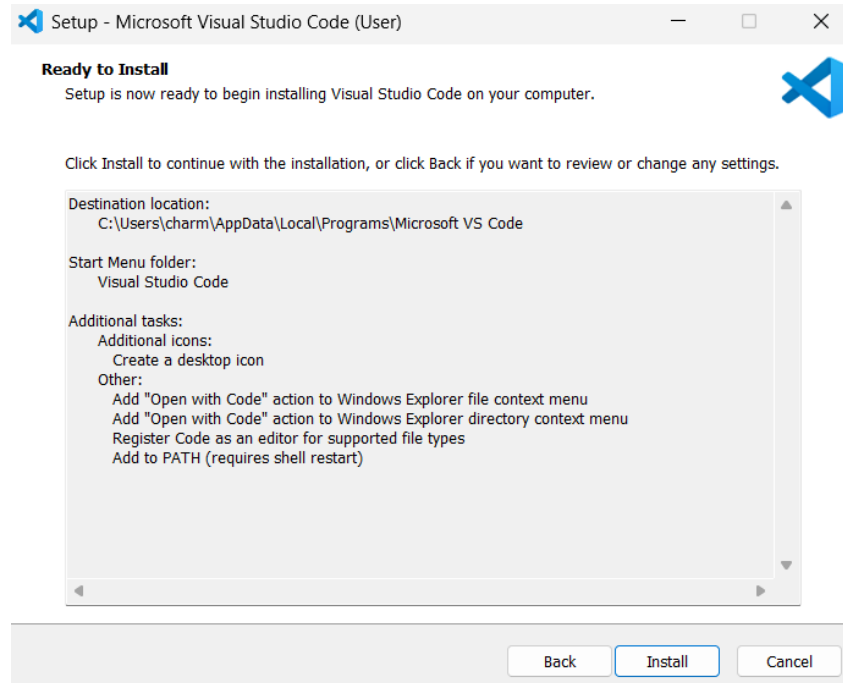 Setup - Microsoft Visual Studio Code (User)
Ready to Install
Setup is now ready to begin installing Visual Studio Code on your computer.
Click Install to continue with the installation, or click Back if you want to review or change any settings.
Destination location:
C:\Users\charm\AppData\Local\Programs\Microsoft VS Code
Start Menu folder:
Visual Studio Code
Additional tasks:
Additional icons:
Create a desktop icon
Other:
Add "Open with Code" action to Windows Explorer file context menu
Add "Open with Code" action to Windows Explorer directory context menu
Register Code as an editor for supported file types
Add to PATH (requires shell restart)
Back Install Cancel